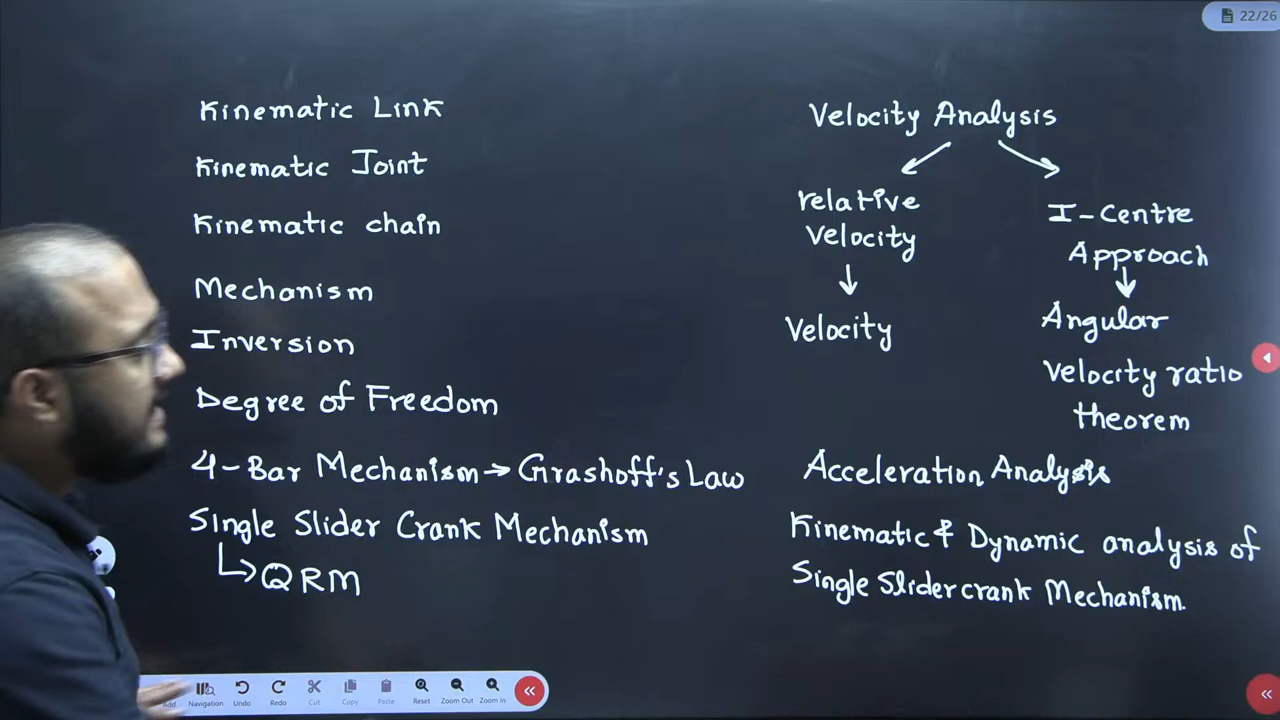 22/26
Kinematic Link
Kinematic Joint
Kinematic chain
Mechanism
Inversion
Degree of Freedom
4-Bar Mechanism → Grashoff's Law
Single Slider Crank Mechanism
↳ QRM
Velocity Analysis
relative
velocity
Velocity
I-Centre
Approach
Angular
velocity ratio
theorem
Acceleration Analysis
Kinematic & Dynamic analysis of
Single Slider crank Mechanism.
Add Navigation Undo Redo Cut Copy Paste Reset Zoom Out Zoom In